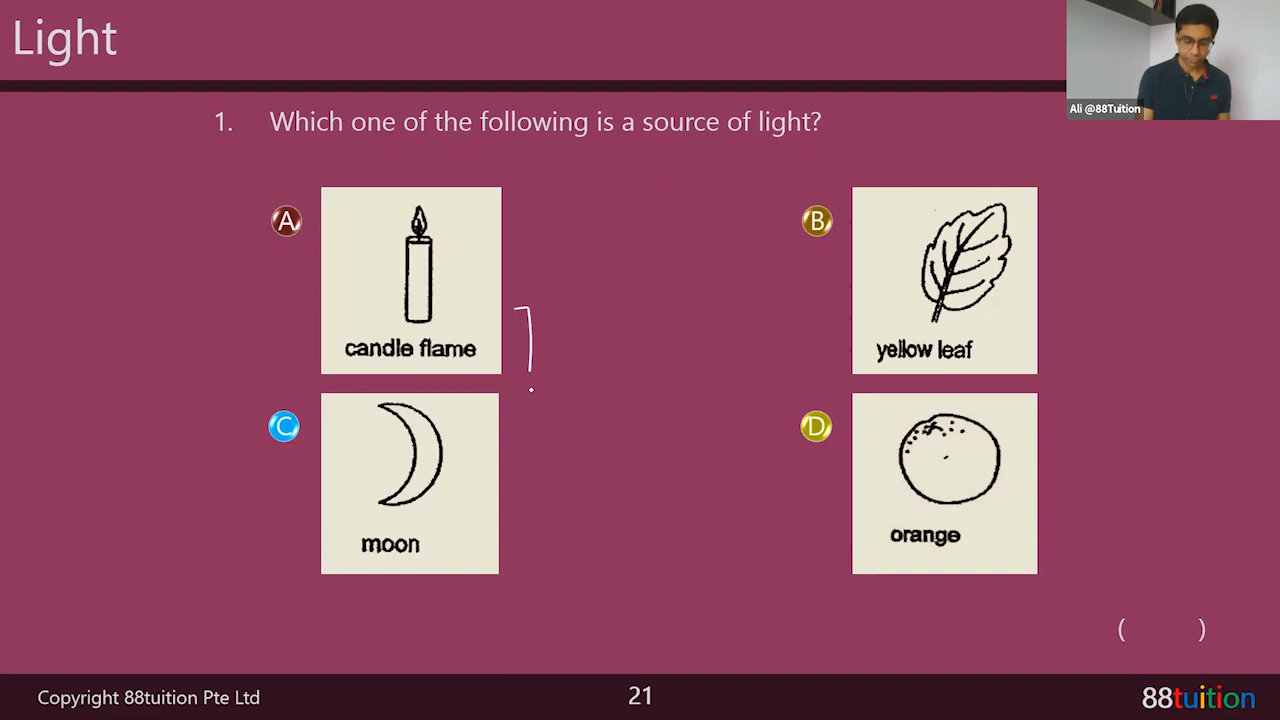 Light
Ali @88Tuition
1. Which one of the following is a source of light?
A
candle flame
B
yellow leaf
C
moon
D
orange
( )
Copyright 88tuition Pte Ltd
21
88tuition